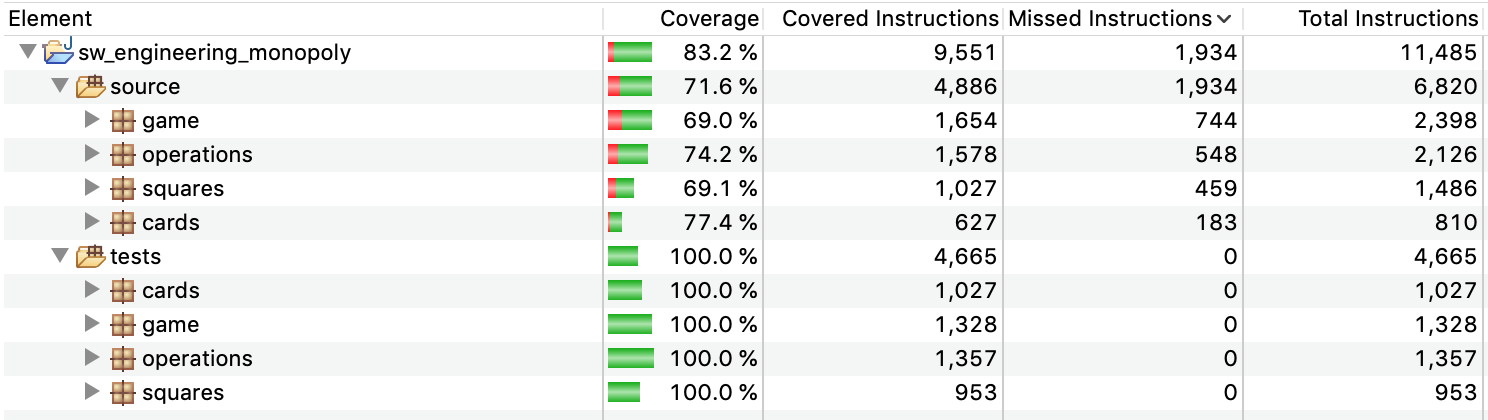 Element Coverage Covered Instructions Missed Instructions Total Instructions
sw_engineering_monopoly 83.2 % 9,551 1,934 11,485
source 71.6 % 4,886 1,934 6,820
game 69.0 % 1,654 744 2,398
operations 74.2 % 1,578 548 2,126
squares 69.1 % 1,027 459 1,486
cards 77.4 % 627 183 810
tests 100.0 % 4,665 0 4,665
cards 100.0 % 1,027 0 1,027
game 100.0 % 1,328 0 1,328
operations 100.0 % 1,357 0 1,357
squares 100.0 % 953 0 953